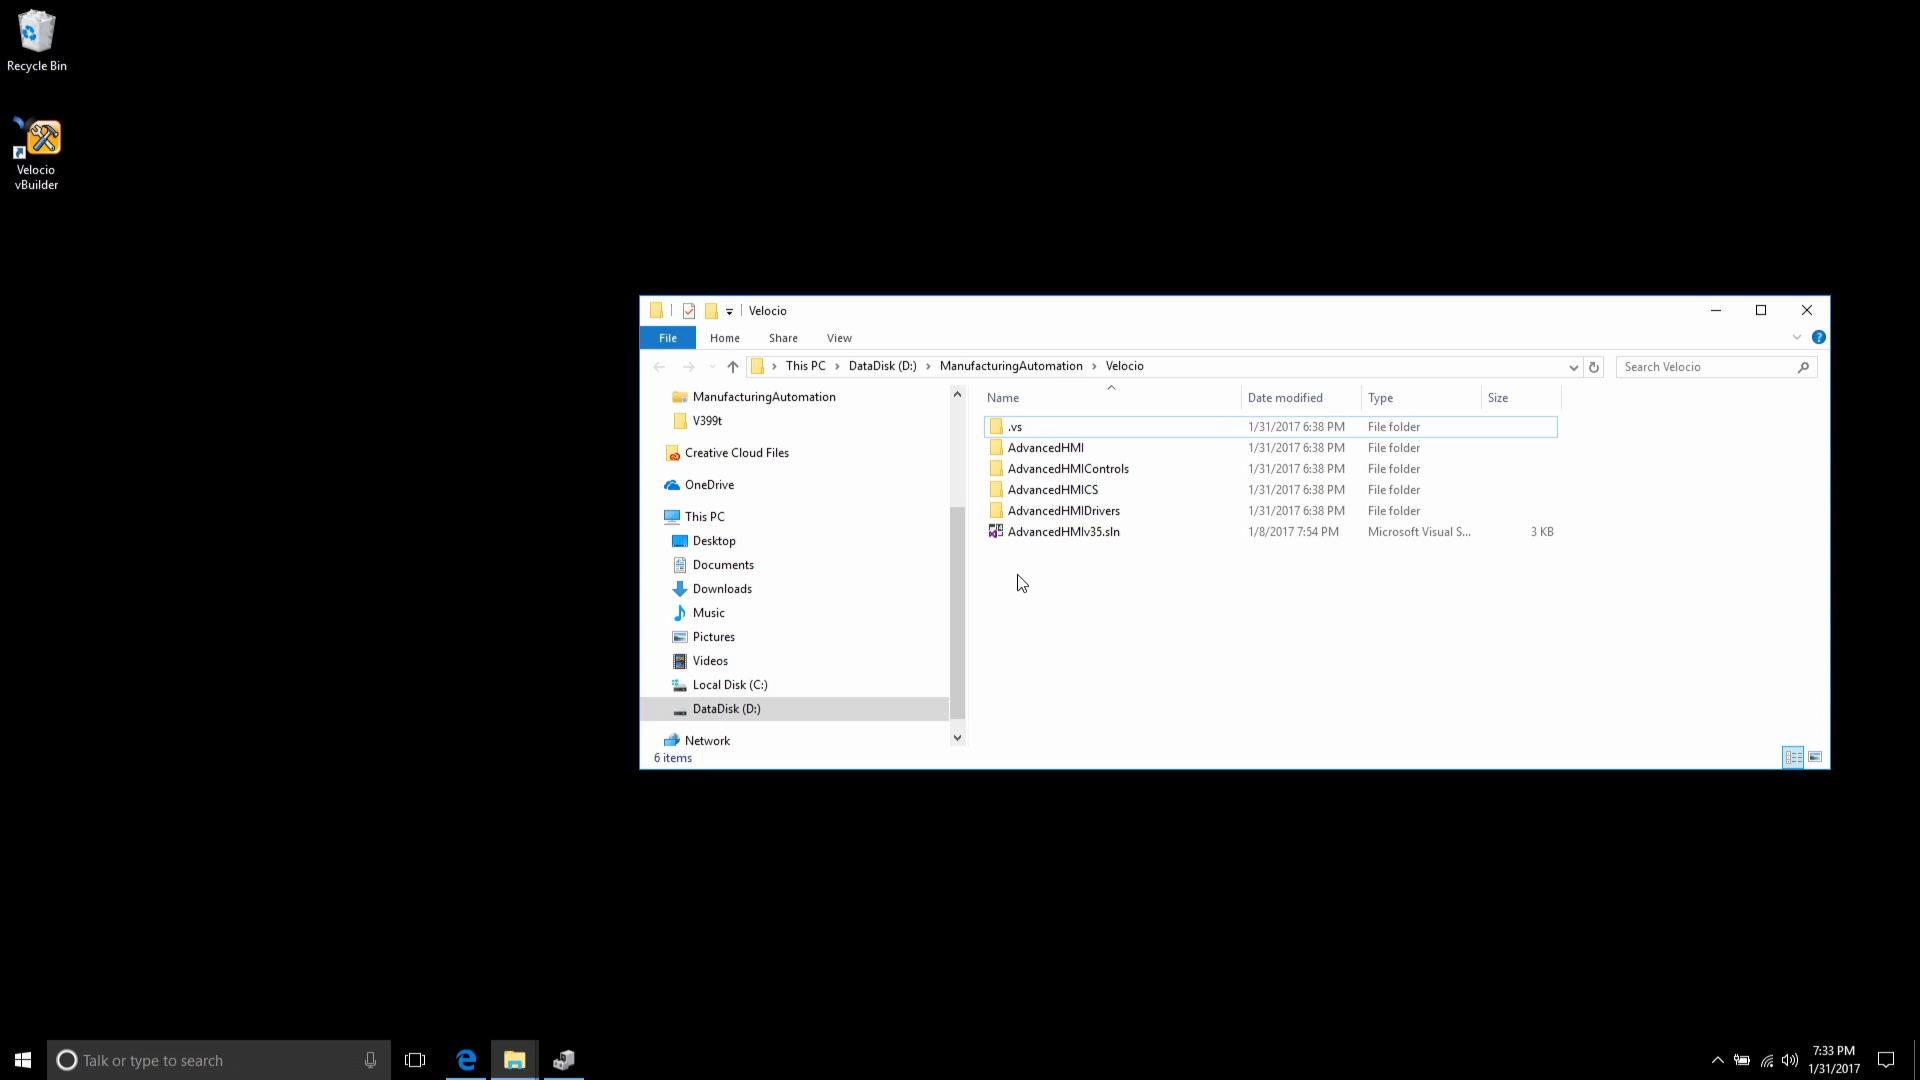 Recycle Bin
Velocio
vBuilder
Velocio
File Home Share View
This PC DataDisk (D:) ManufacturingAutomation Velocio
Search Velocio
ManufacturingAutomation
V399t
Creative Cloud Files
OneDrive
This PC
Desktop
Documents
Downloads
Music
Pictures
Videos
Local Disk (C:)
DataDisk (D:)
Network
Name Date modified Type Size
.vs 1/31/2017 6:38 PM File folder
AdvancedHMI 1/31/2017 6:38 PM File folder
AdvancedHMIControls 1/31/2017 6:38 PM File folder
AdvancedHMICS 1/31/2017 6:38 PM File folder
AdvancedHMIDrivers 1/31/2017 6:38 PM File folder
AdvancedHMIv35.sln 1/8/2017 7:54 PM Microsoft Visual S... 3 KB
6 items
Talk or type to search
7:33 PM
1/31/2017